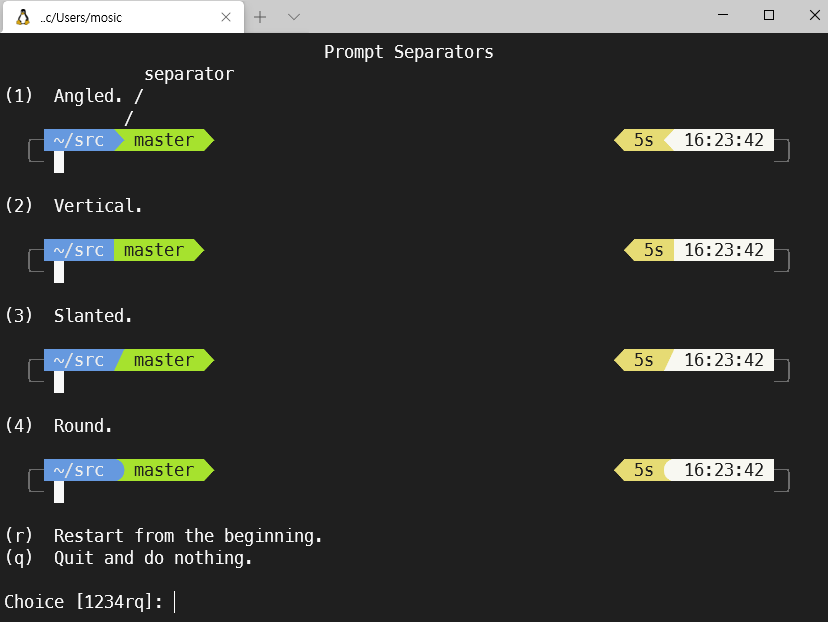 ..c/Users/mosic
Prompt Separators
separator
(1) Angled. /
/
~/src master 5s 16:23:42
(2) Vertical.
~/src master 5s 16:23:42
(3) Slanted.
~/src master 5s 16:23:42
(4) Round.
~/src master 5s 16:23:42
(r) Restart from the beginning.
(q) Quit and do nothing.
Choice [1234rq]: